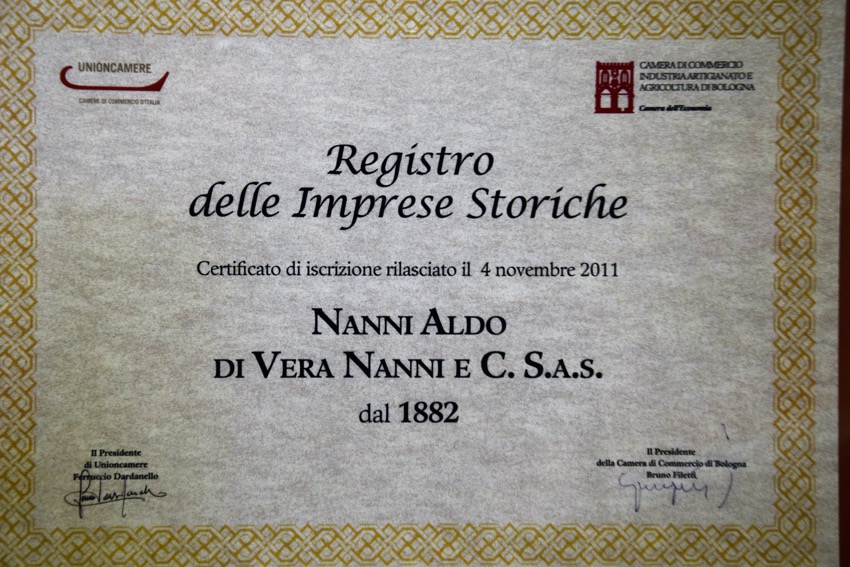 UNIONCAMERE
CAMERE DI COMMERCIO D'ITALIA
CAMERA DI COMMERCIO
INDUSTRIA ARTIGIANATO E
AGRICOLTURA DI BOLOGNA
Camera dell'Economia
Registro
delle Imprese Storiche
Certificato di iscrizione rilasciato il 4 novembre 2011
NANNI ALDO
DI VERA NANNI E C. S.A.S.
dal 1882
Il Presidente
di Unioncamere
Ferruccio Dardanello
Il Presidente
della Camera di Commercio di Bologna
Bruno Filetti